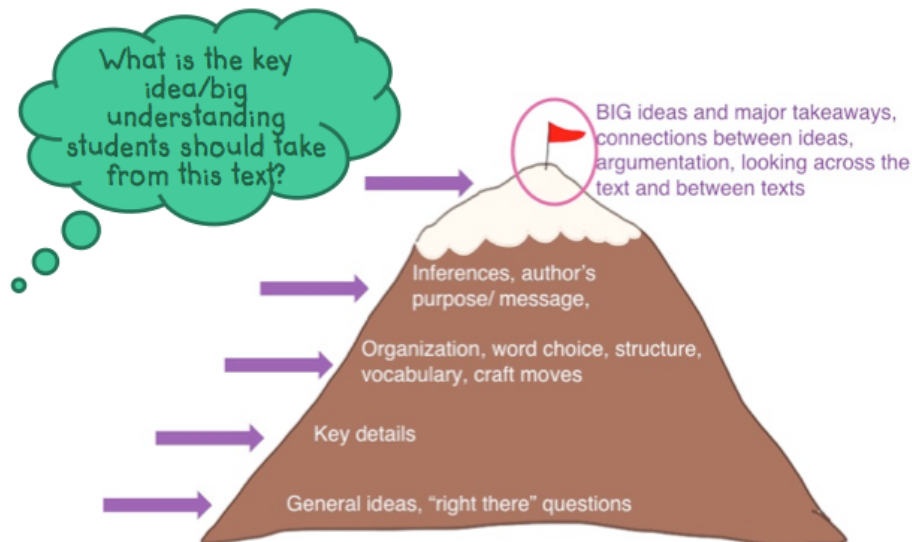 What is the key
idea/big
understanding
students should take
from this text?
BIG ideas and major takeaways,
connections between ideas,
argumentation, looking across the
text and between texts
Inferences, author's
purpose/ message,
Organization, word choice, structure,
vocabulary, craft moves
Key details
General ideas, “right there” questions